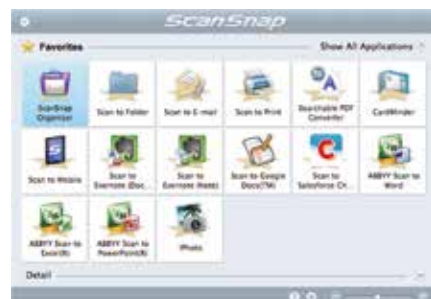 ScanSnap
Favorites
Show All Applications
ScanSnap Organizer
Scan to Folder
Scan to E-mail
Scan to Print
Searchable PDF Converter
CardMinder
Scan to Mobile
Scan to Evernote (Doc...
Scan to Evernote (Note)
Scan to Google Docs(TM)
Scan to Salesforce Ch...
ABBYY Scan to Word
ABBYY Scan to Excel(R)
ABBYY Scan to PowerPoint(R)
iPhoto
Detail